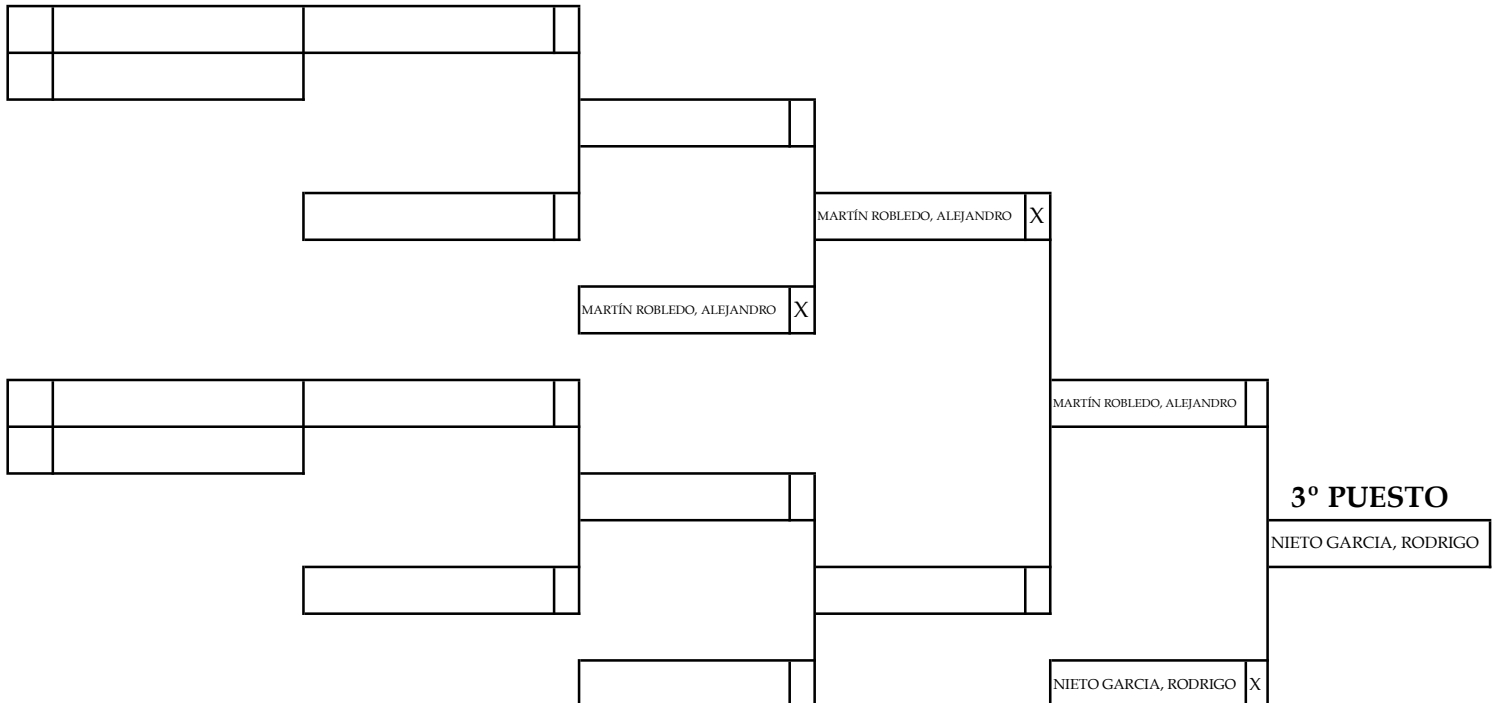 MARTÍN ROBLEDO, ALEJANDRO X
MARTÍN ROBLEDO, ALEJANDRO X
MARTÍN ROBLEDO, ALEJANDRO
3º PUESTO
NIETO GARCIA, RODRIGO
NIETO GARCIA, RODRIGO X